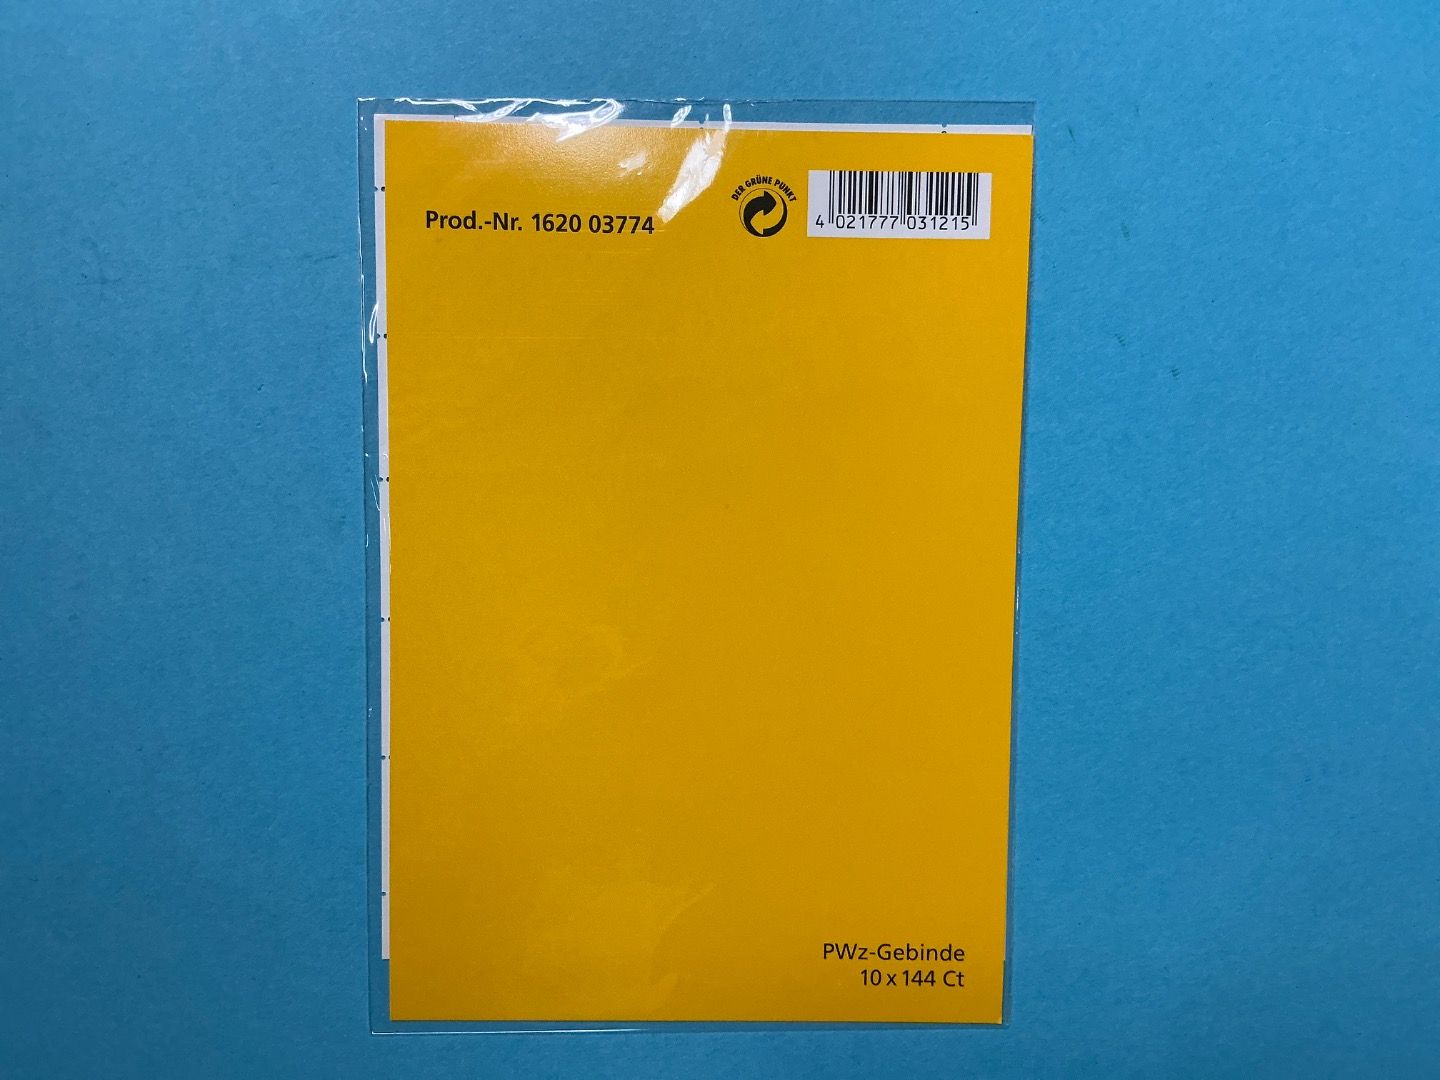 DER GRÜNE PUNKT
Prod.-Nr. 1620 03774
4 021777 031215
PWz-Gebinde
10 x 144 Ct